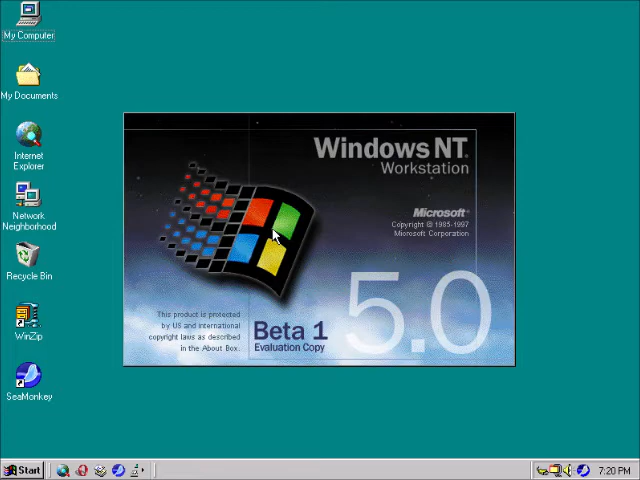 My Computer
My Documents
Internet
Explorer
Network
Neighborhood
Recycle Bin
WinZip
SeaMonkey
Windows NT
Workstation
Microsoft
Copyright © 1985-1997
Microsoft Corporation
This product is protected
by US and international
copyright laws as described
in the About Box.
Beta 1
Evaluation Copy
5.0
Start
7:20 PM